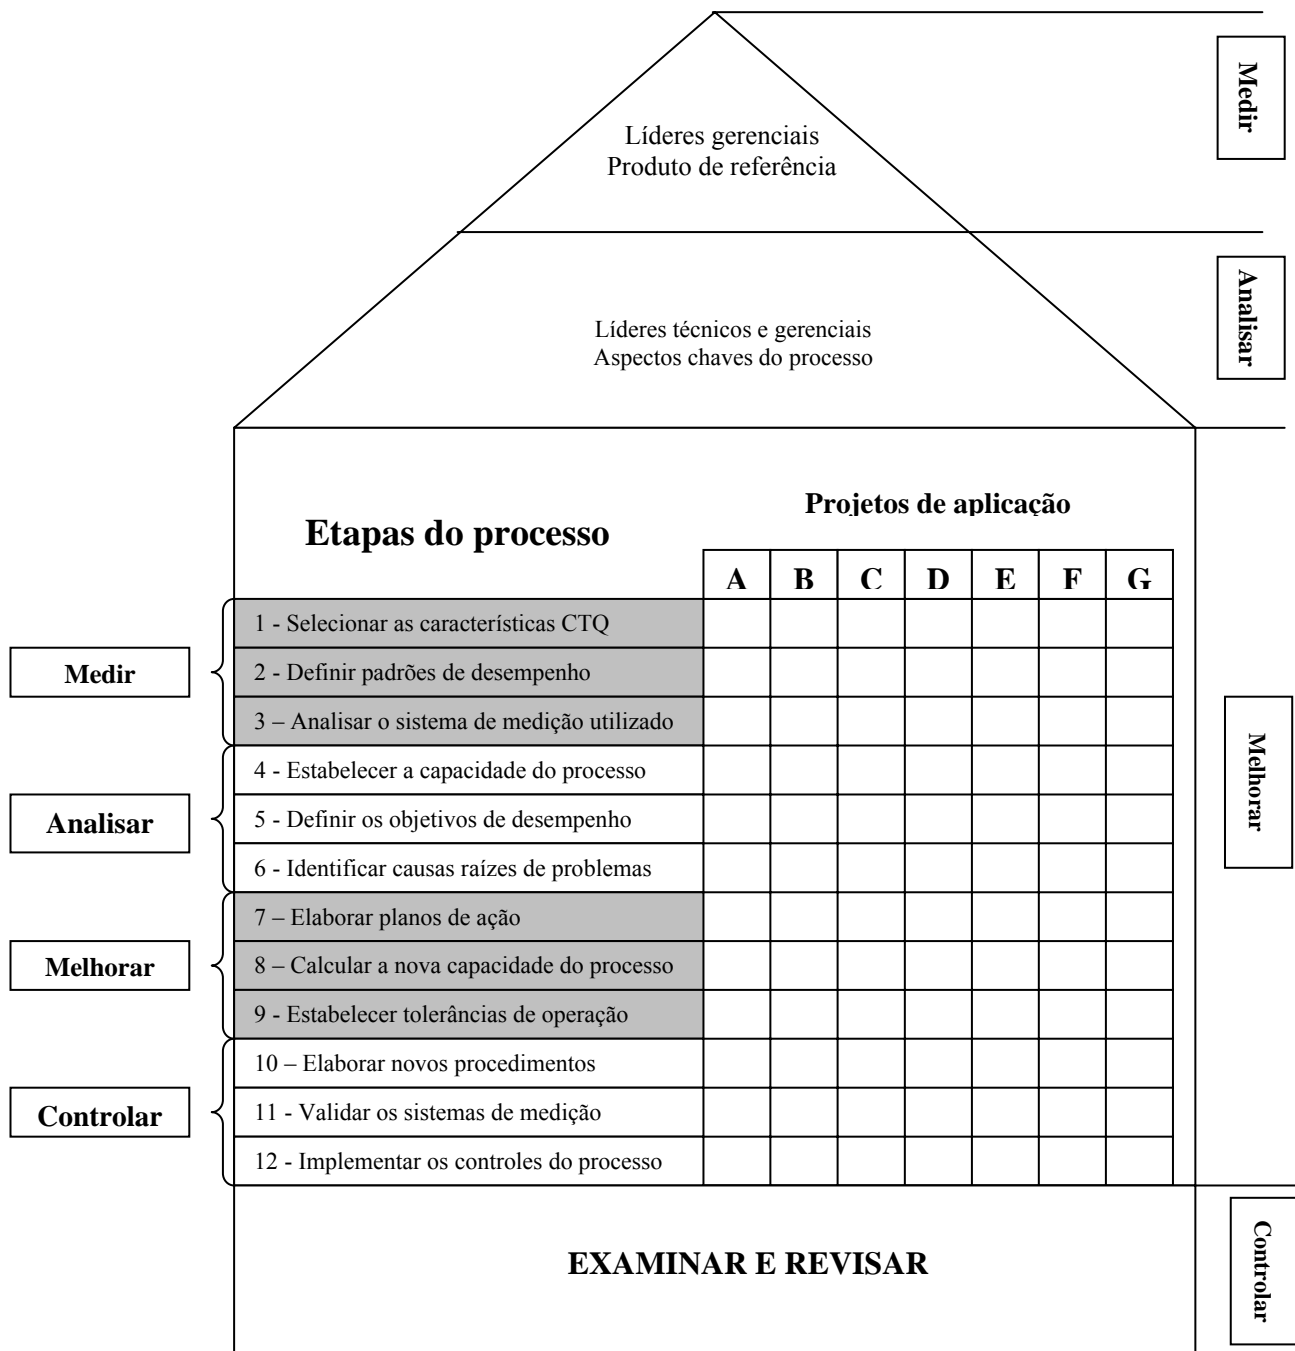 Medir
Líderes gerenciais
Produto de referência
Analisar
Líderes técnicos e gerenciais
Aspectos chaves do processo
Projetos de aplicação
Etapas do processo
A B C D E F G
1 - Selecionar as características CTQ
Medir
2 - Definir padrões de desempenho
3 – Analisar o sistema de medição utilizado
4 - Estabelecer a capacidade do processo
Analisar
5 - Definir os objetivos de desempenho
6 - Identificar causas raízes de problemas
Melhorar
7 – Elaborar planos de ação
Melhorar
8 – Calcular a nova capacidade do processo
9 - Estabelecer tolerâncias de operação
10 – Elaborar novos procedimentos
Controlar
11 - Validar os sistemas de medição
12 - Implementar os controles do processo
EXAMINAR E REVISAR
Controlar